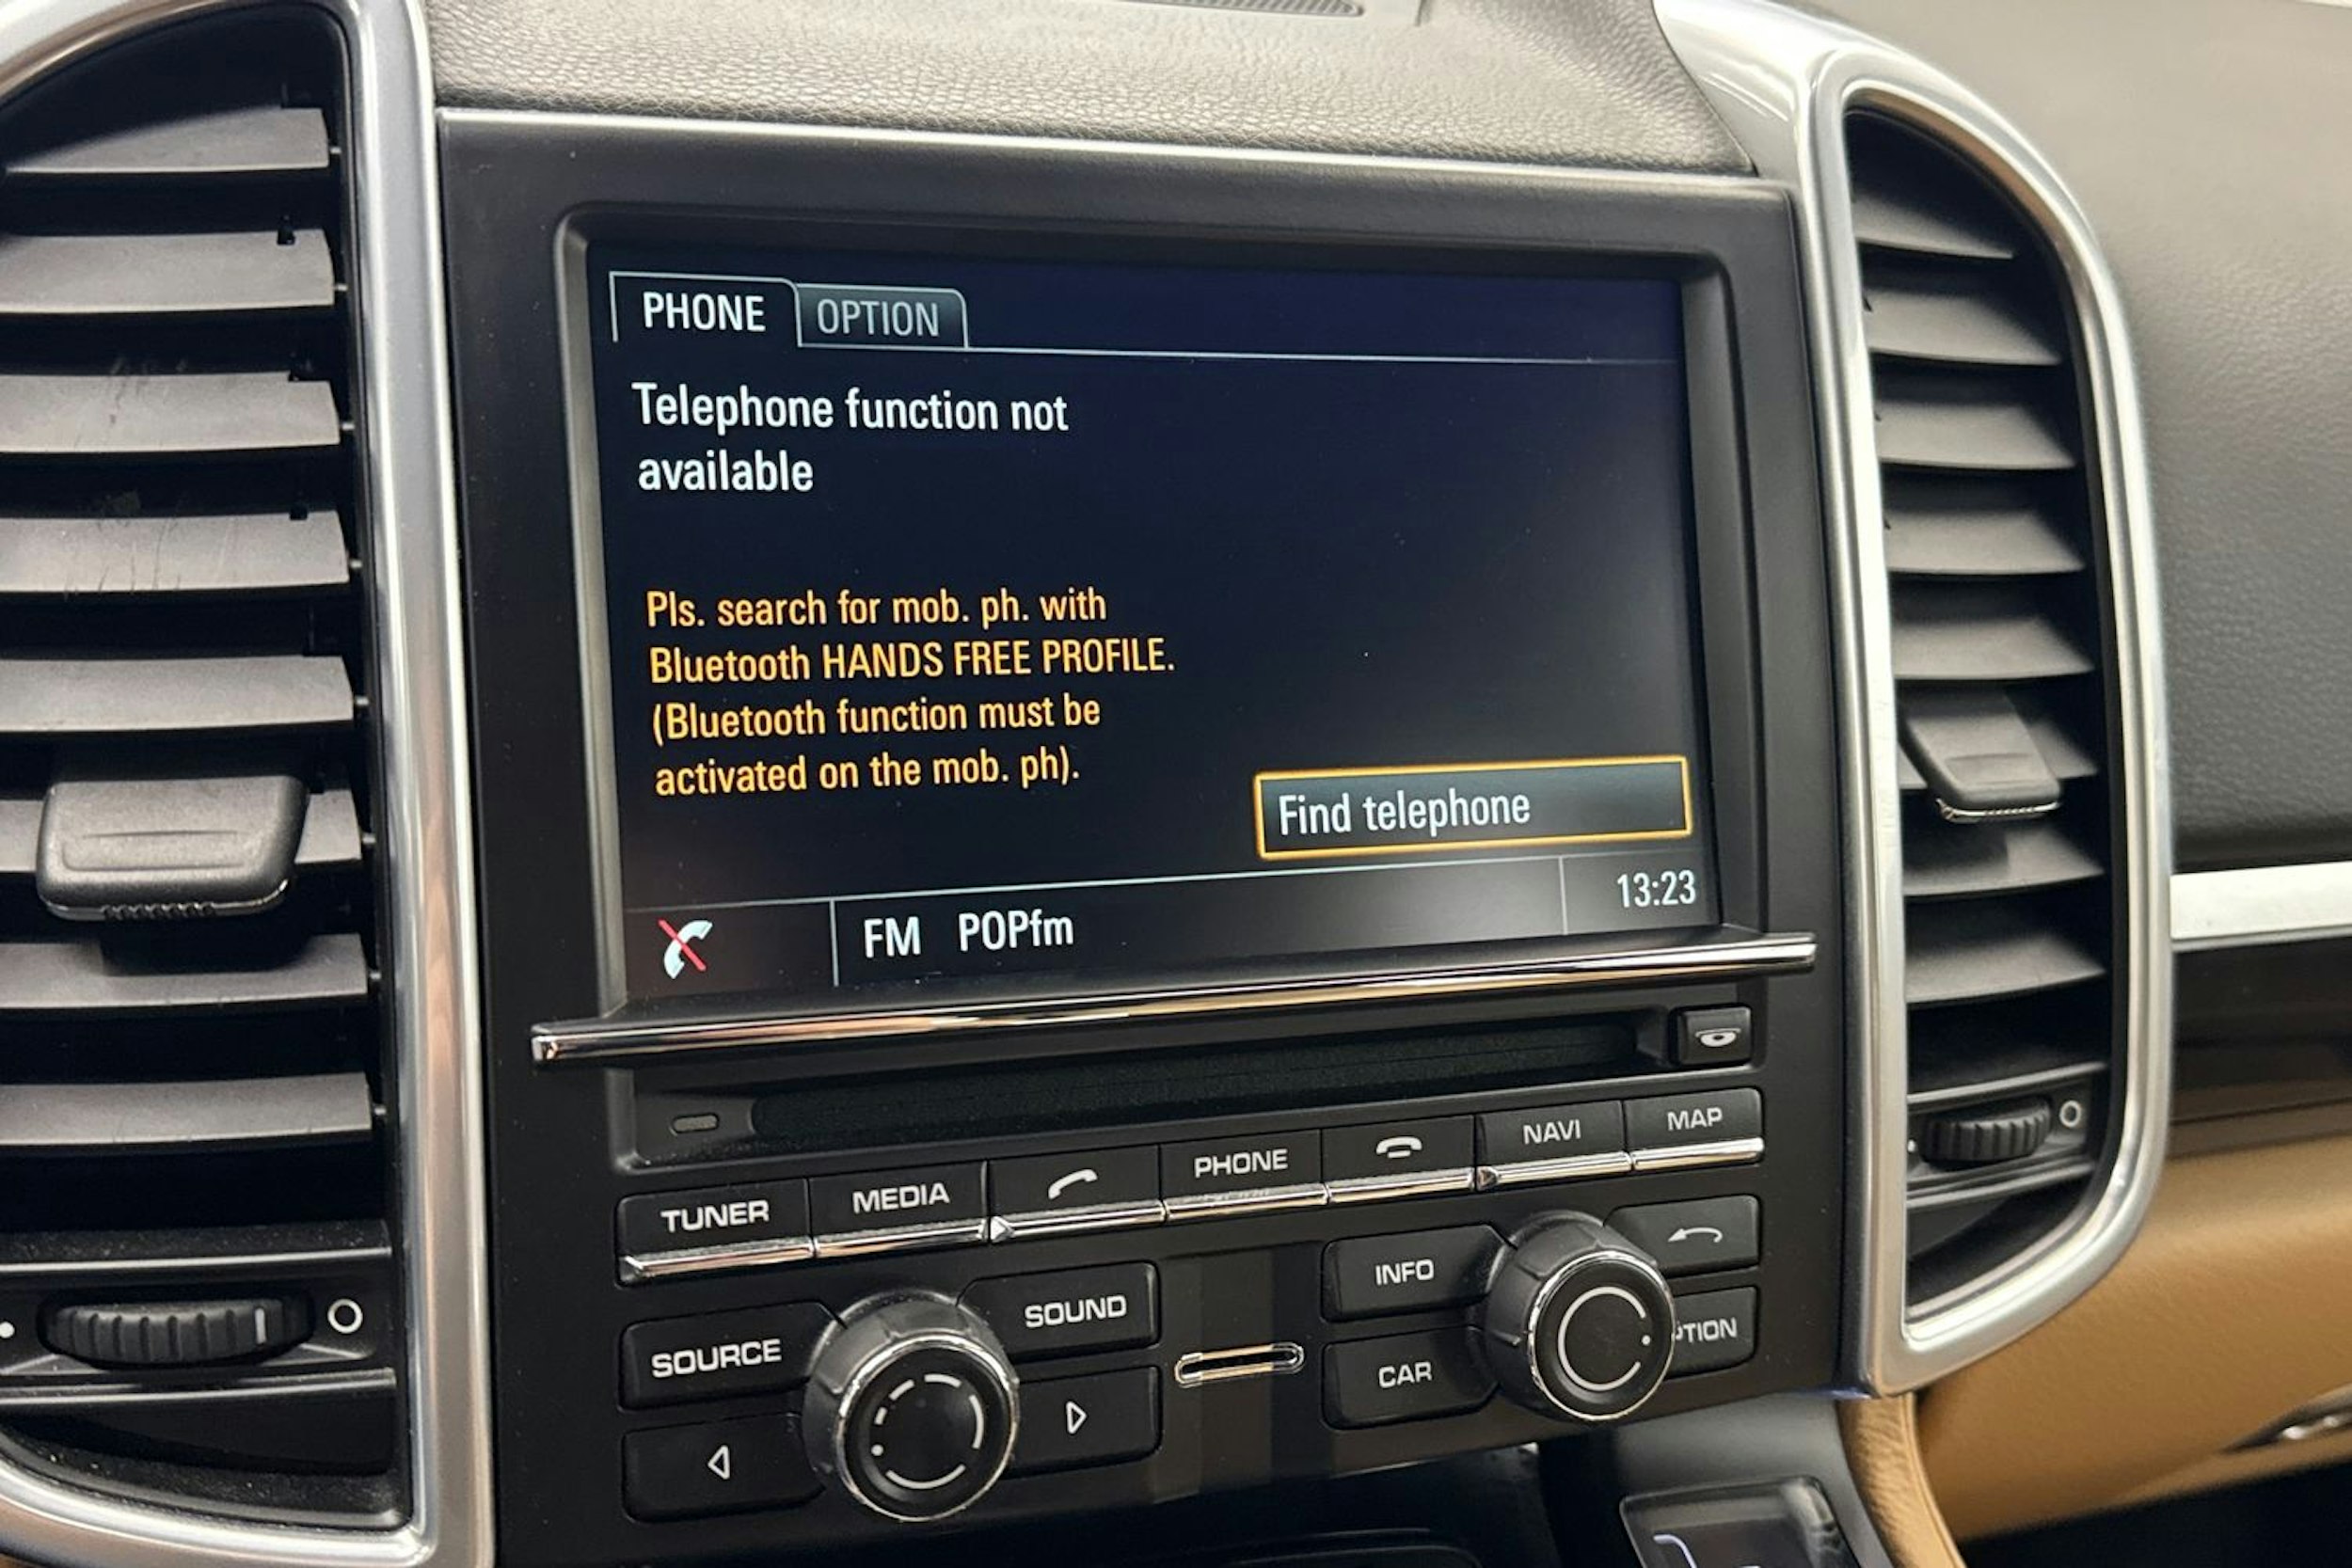 PHONE OPTION
Telephone function not
available
Pls. search for mob. ph. with
Bluetooth HANDS FREE PROFILE.
(Bluetooth function must be
activated on the mob. ph).
Find telephone
FM POPfm 13:23
TUNER MEDIA PHONE NAVI MAP
SOURCE SOUND INFO
CAR PTION